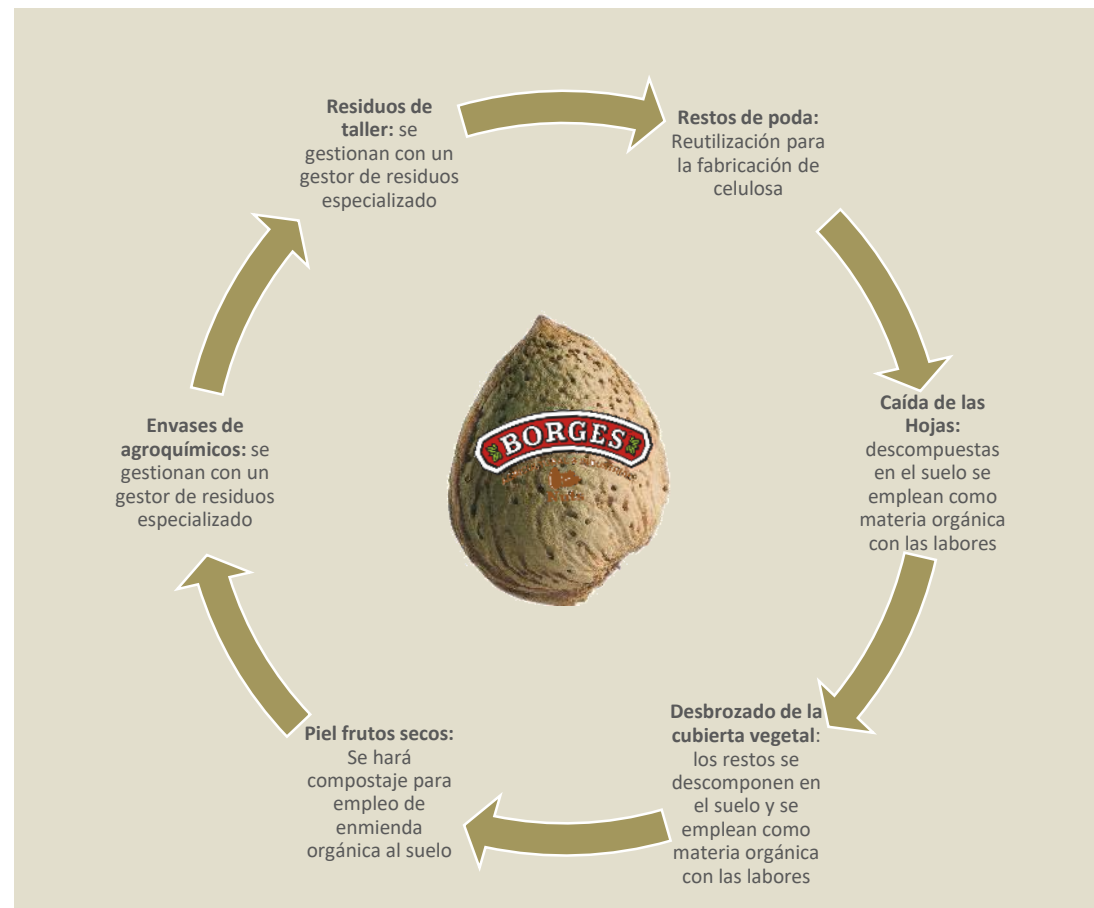 Residuos de
taller: se
gestionan con un
gestor de residuos
especializado
Restos de poda:
Reutilización para
la fabricación de
celulosa
Caída de las
Hojas:
descompuestas
en el suelo se
emplean como
materia orgánica
con las labores
Desbrozado de la
cubierta vegetal:
los restos se
descomponen en
el suelo y se
emplean como
materia orgánica
con las labores
Piel frutos secos:
Se hará
compostaje para
empleo de
enmienda
orgánica al suelo
Envases de
agroquímicos: se
gestionan con un
gestor de residuos
especializado
BORGES